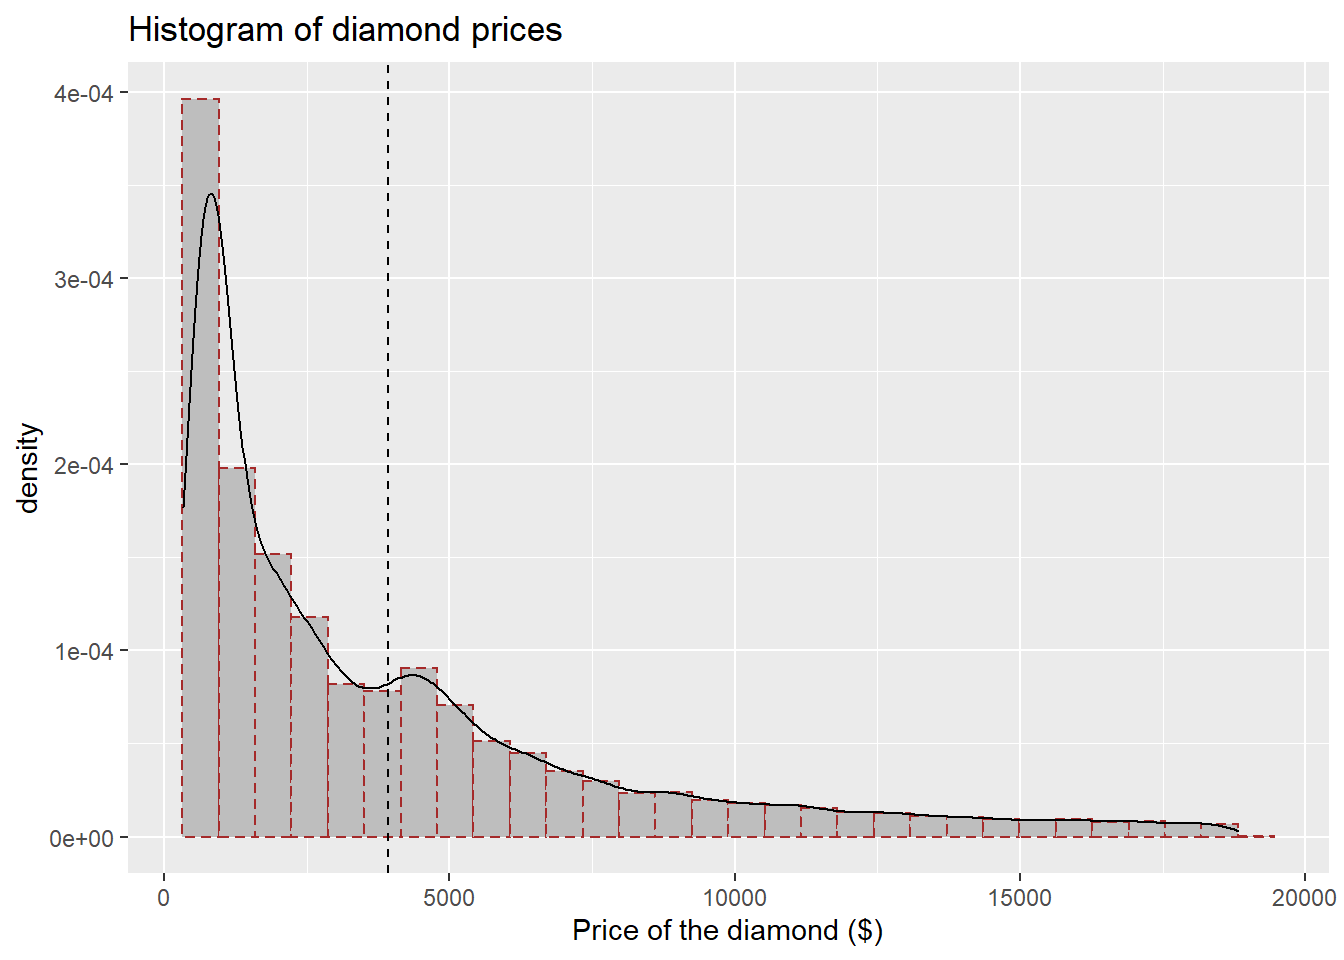 Histogram of diamond prices
4e-04
3e-04
2e-04
1e-04
0e+00
density
0 5000 10000 15000 20000
Price of the diamond ($)